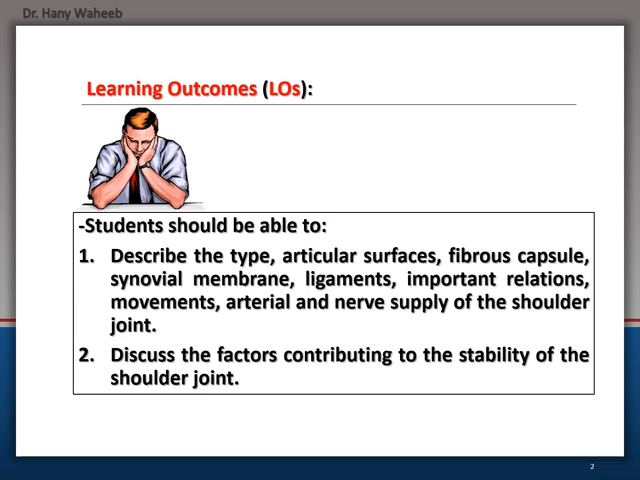 Dr. Hany Waheeb
Learning Outcomes (LOs):
-Students should be able to:
1. Describe the type, articular surfaces, fibrous capsule,
synovial membrane, ligaments, important relations,
movements, arterial and nerve supply of the shoulder
joint.
2. Discuss the factors contributing to the stability of the
shoulder joint.
2